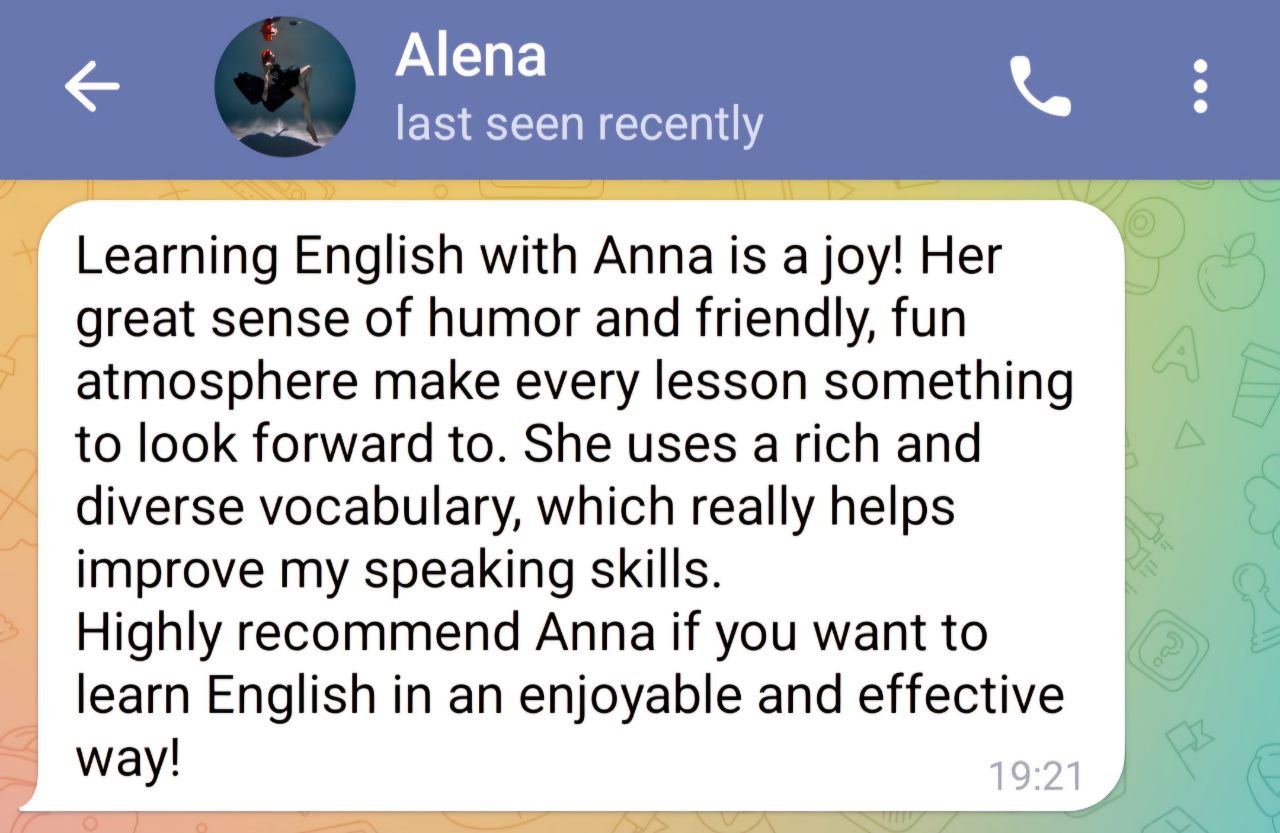 Alena
last seen recently
Learning English with Anna is a joy! Her
great sense of humor and friendly, fun
atmosphere make every lesson something
to look forward to. She uses a rich and
diverse vocabulary, which really helps
improve my speaking skills.
Highly recommend Anna if you want to
learn English in an enjoyable and effective
way!
19:21